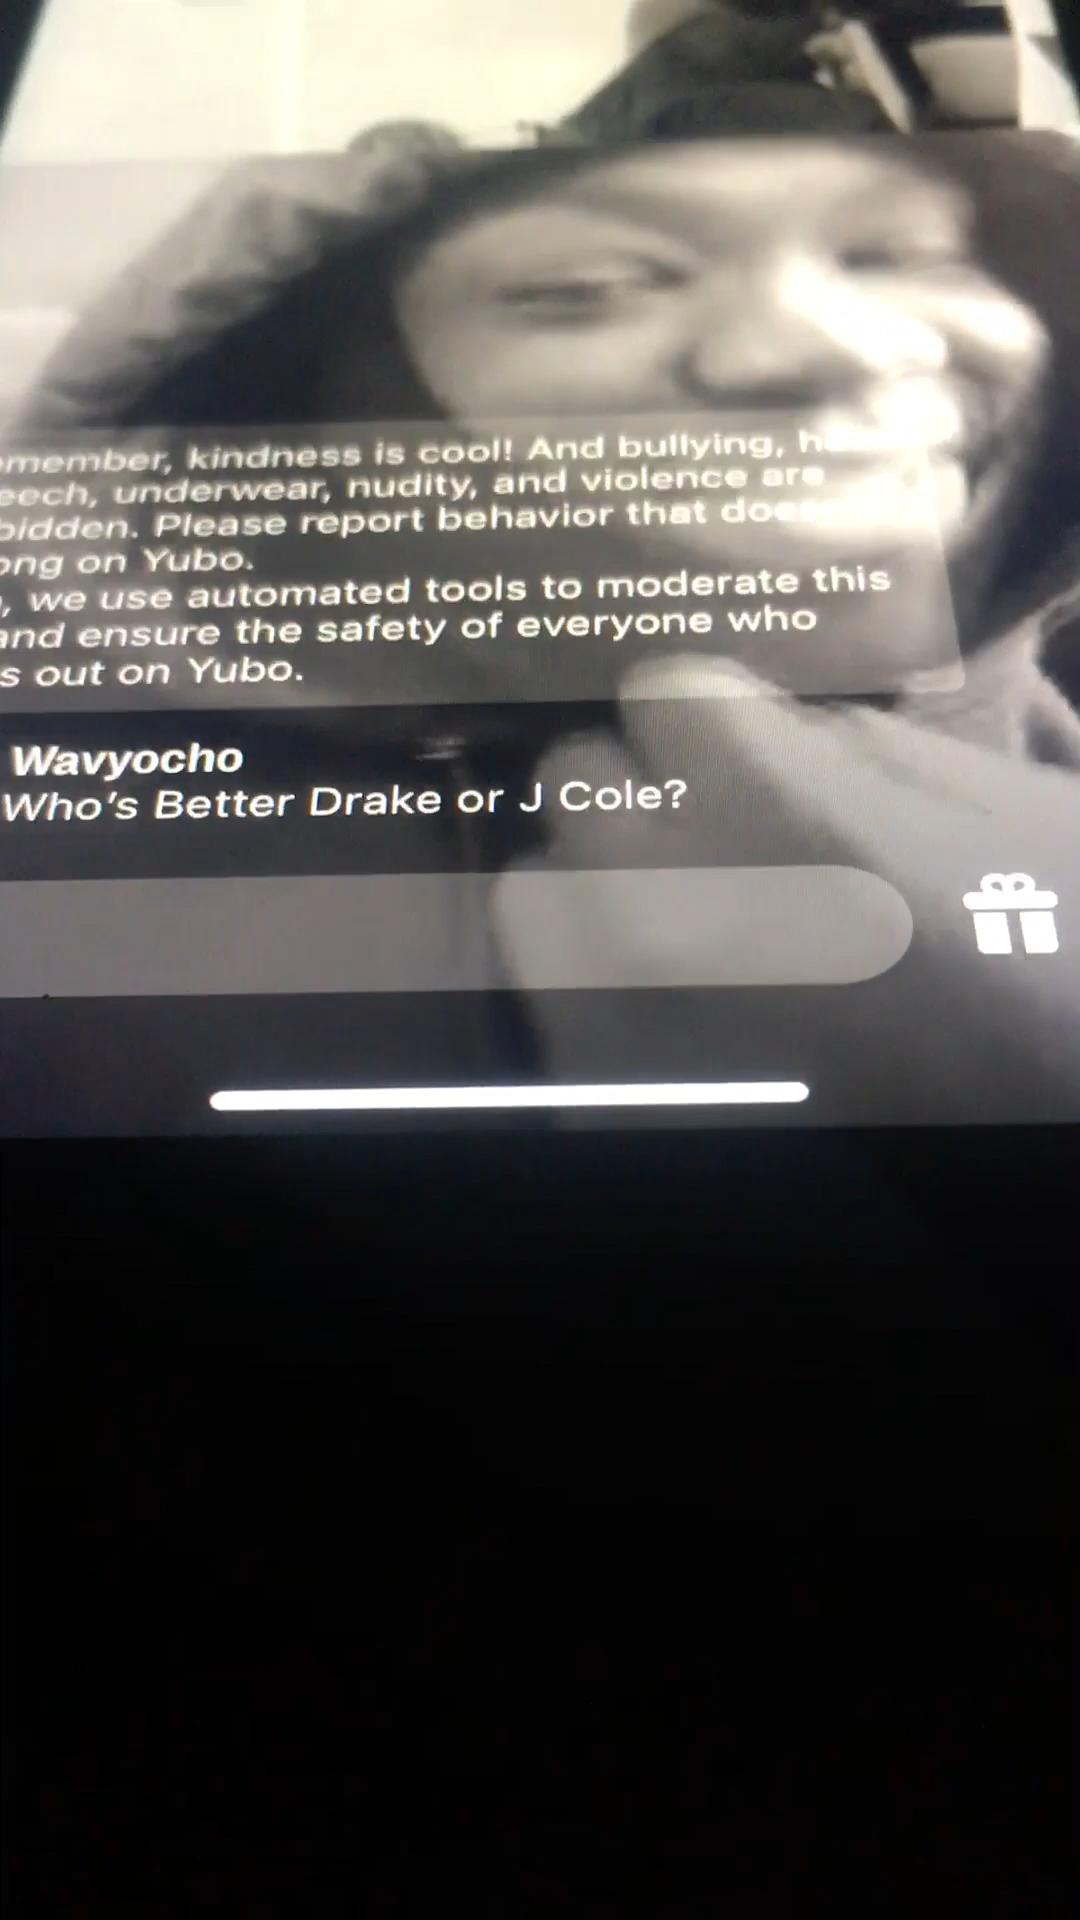 member, kindness is cool! And bullying,
eech, underwear, nudity, and violence are
bidden. Please report behavior that
ong on Yubo.
, we use automated tools to moderate this
and ensure the safety of everyone who
s out on Yubo.
Wavyocho
Who's Better Drake or J Cole?